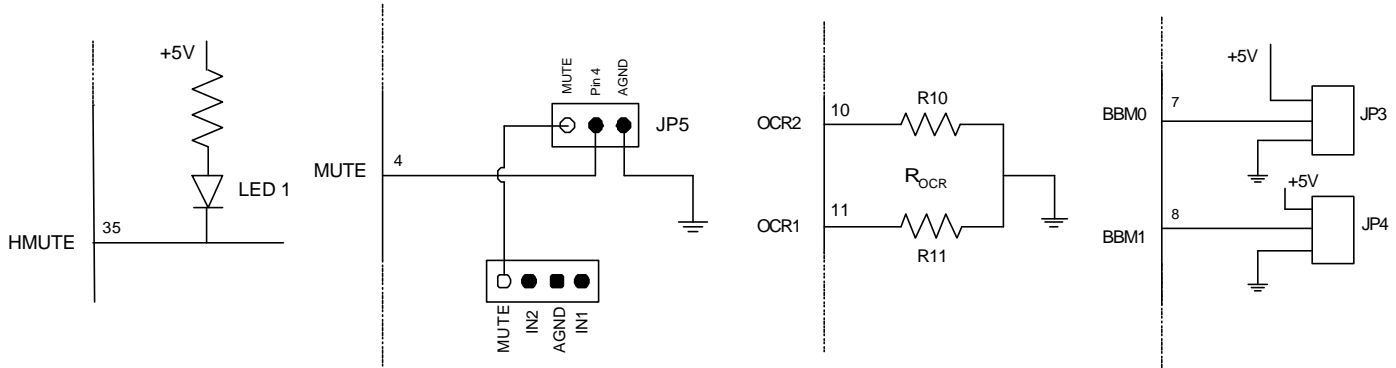 +5V
LED 1
HMUTE
35
MUTE
Pin 4
AGND
JP5
MUTE
4
MUTE
IN2
AGND
IN1
OCR2
10
R10
ROCR
OCR1
11
R11
+5V
BBM0
7
JP3
+5V
BBM1
8
JP4